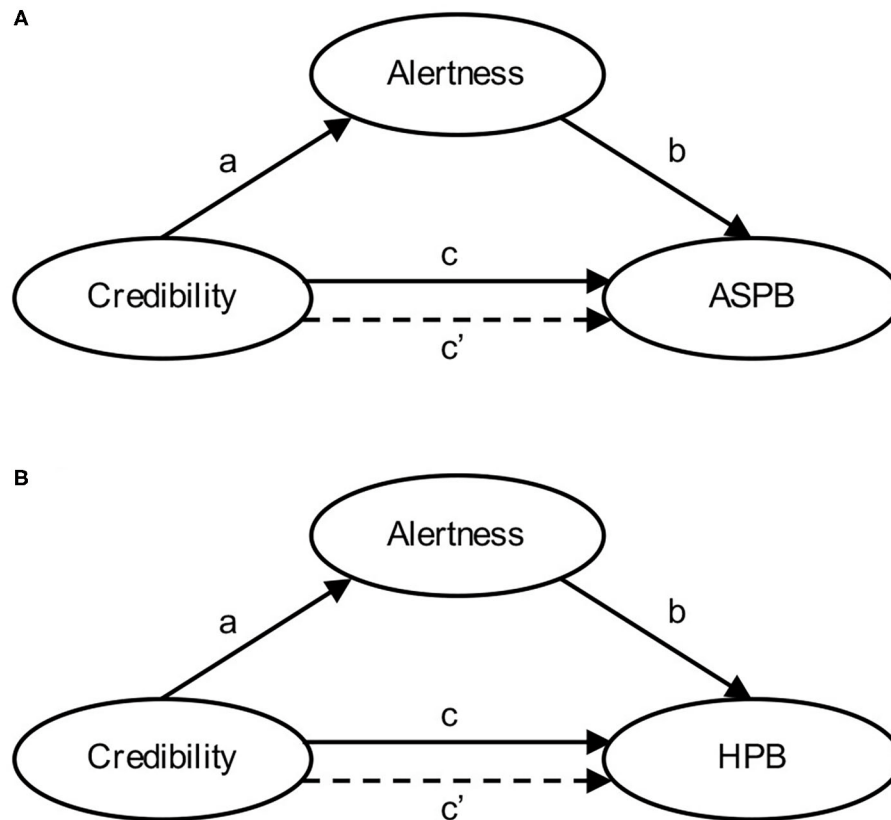 A
Alertness
a
b
c
Credibility
ASPB
c’
B
Alertness
a
b
c
Credibility
HPB
c’